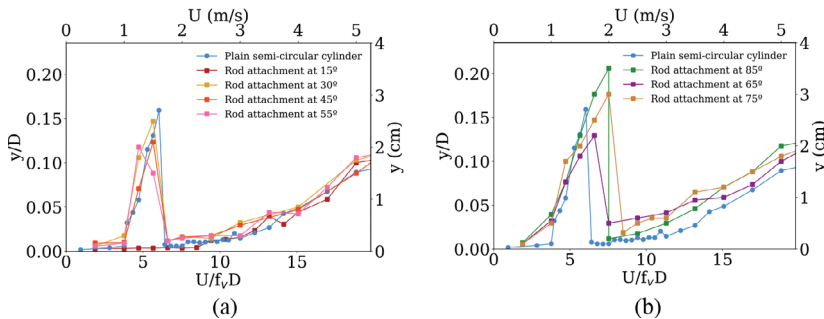 U (m/s)
0 1 2 3 4 5
y/D
0.20
0.15
0.10
0.05
0.00
Plain semi-circular cylinder
Rod attachment at 15º
Rod attachment at 30º
Rod attachment at 45º
Rod attachment at 55º
4
3
2
1
0
y (cm)
0 5 10 15
U/fᵥD
(a)
U (m/s)
0 1 2 3 4 5
y/D
0.20
0.15
0.10
0.05
0.00
Plain semi-circular cylinder
Rod attachment at 85º
Rod attachment at 65º
Rod attachment at 75º
4
3
2
1
0
y (cm)
0 5 10 15
U/fᵥD
(b)